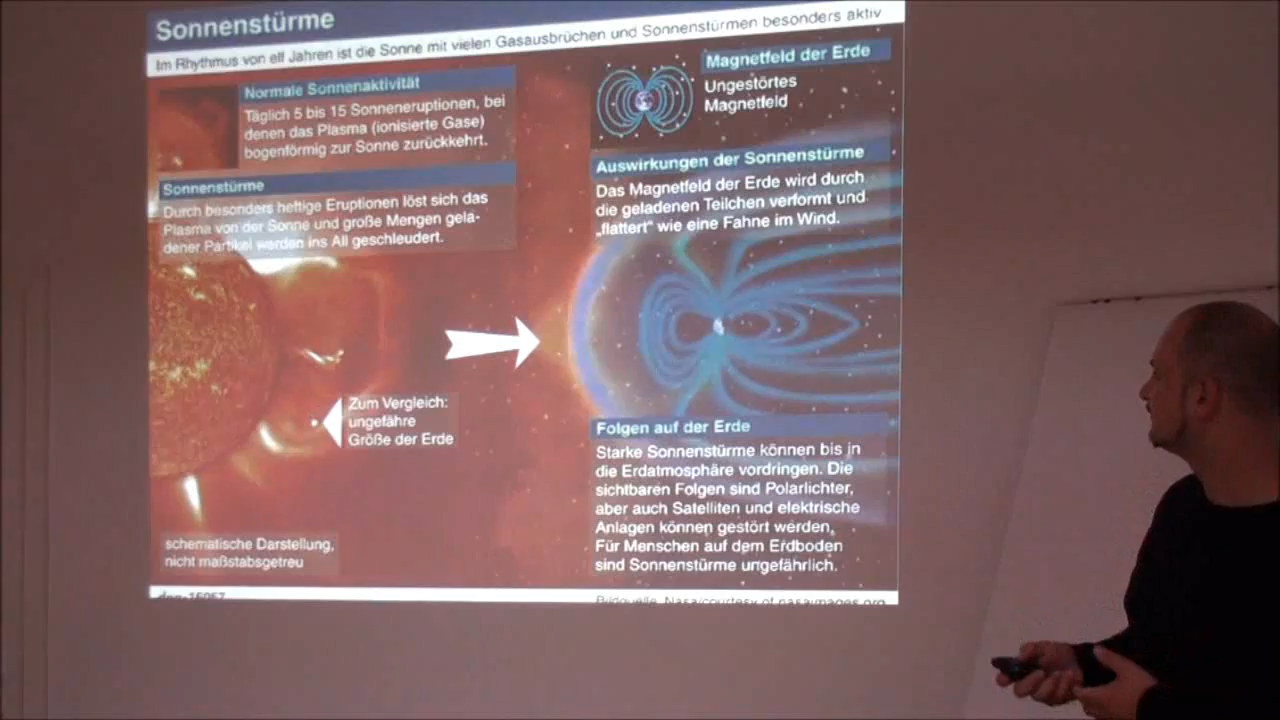 Sonnenstürme
Im Rhythmus von elf Jahren ist die Sonne mit vielen Gasausbrüchen und Sonnenstürmen besonders aktiv
Normale Sonnenaktivität
Täglich 5 bis 15 Sonneneruptionen, bei
denen das Plasma (ionisierte Gase)
bogenförmig zur Sonne zurückkehrt.
Sonnenstürme
Durch besonders heftige Eruptionen löst sich das
Plasma von der Sonne und große Mengen gela-
dener Partikel werden ins All geschleudert.
Zum Vergleich:
ungefähre
Größe der Erde
schematische Darstellung,
nicht maßstabsgetreu
Magnetfeld der Erde
Ungestörtes
Magnetfeld
Auswirkungen der Sonnenstürme
Das Magnetfeld der Erde wird durch
die geladenen Teilchen verformt und
„flattert“ wie eine Fahne im Wind.
Folgen auf der Erde
Starke Sonnenstürme können bis in
die Erdatmosphäre vordringen. Die
sichtbaren Folgen sind Polarlichter,
aber auch Satelliten und elektrische
Anlagen können gestört werden.
Für Menschen auf dem Erdboden
sind Sonnenstürme ungefährlich.
Bildquelle Nasa/courtesy of nasaimages.org